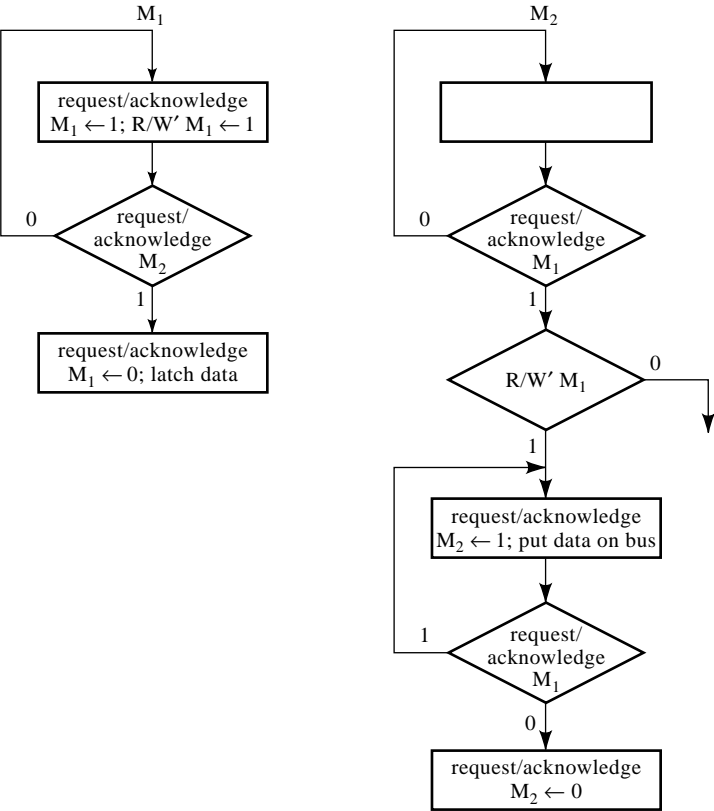 M₁
request/acknowledge
M₁ ← 1; R/W′ M₁ ← 1
0
request/
acknowledge
M₂
1
request/acknowledge
M₁ ← 0; latch data
M₂
0
request/
acknowledge
M₁
1
R/W′ M₁
0
1
request/acknowledge
M₂ ← 1; put data on bus
1
request/
acknowledge
M₁
0
request/acknowledge
M₂ ← 0